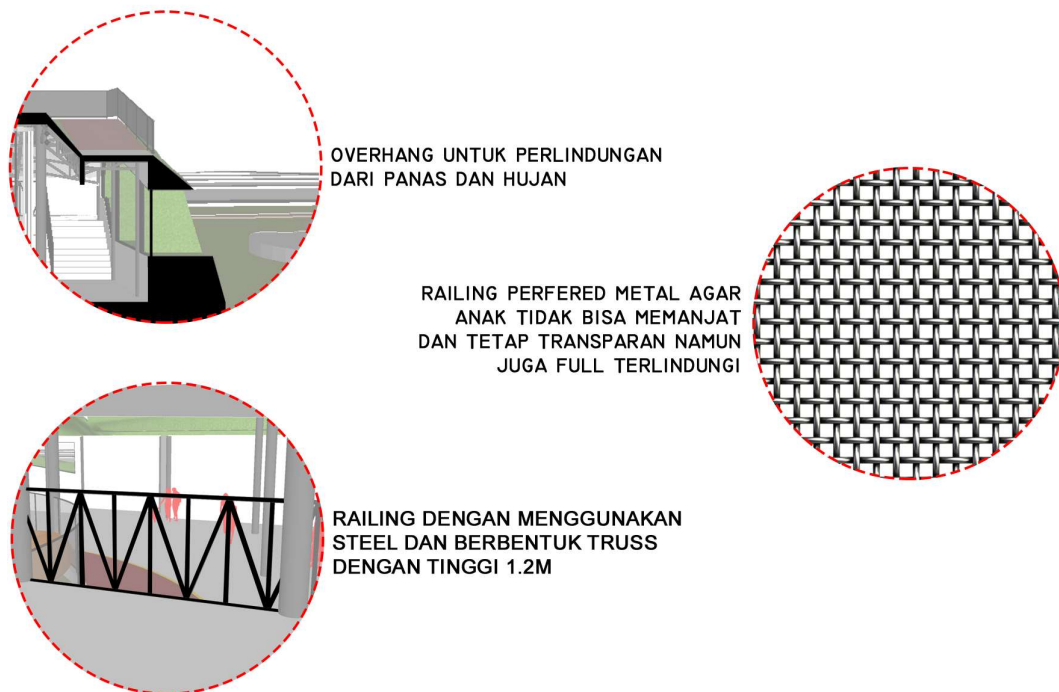 OVERHANG UNTUK PERLINDUNGAN
DARI PANAS DAN HUJAN
RAILING PERFERED METAL AGAR
ANAK TIDAK BISA MEMANJAT
DAN TETAP TRANSPARAN NAMUN
JUGA FULL TERLINDUNGI
RAILING DENGAN MENGGUNAKAN
STEEL DAN BERBENTUK TRUSS
DENGAN TINGGI 1.2M